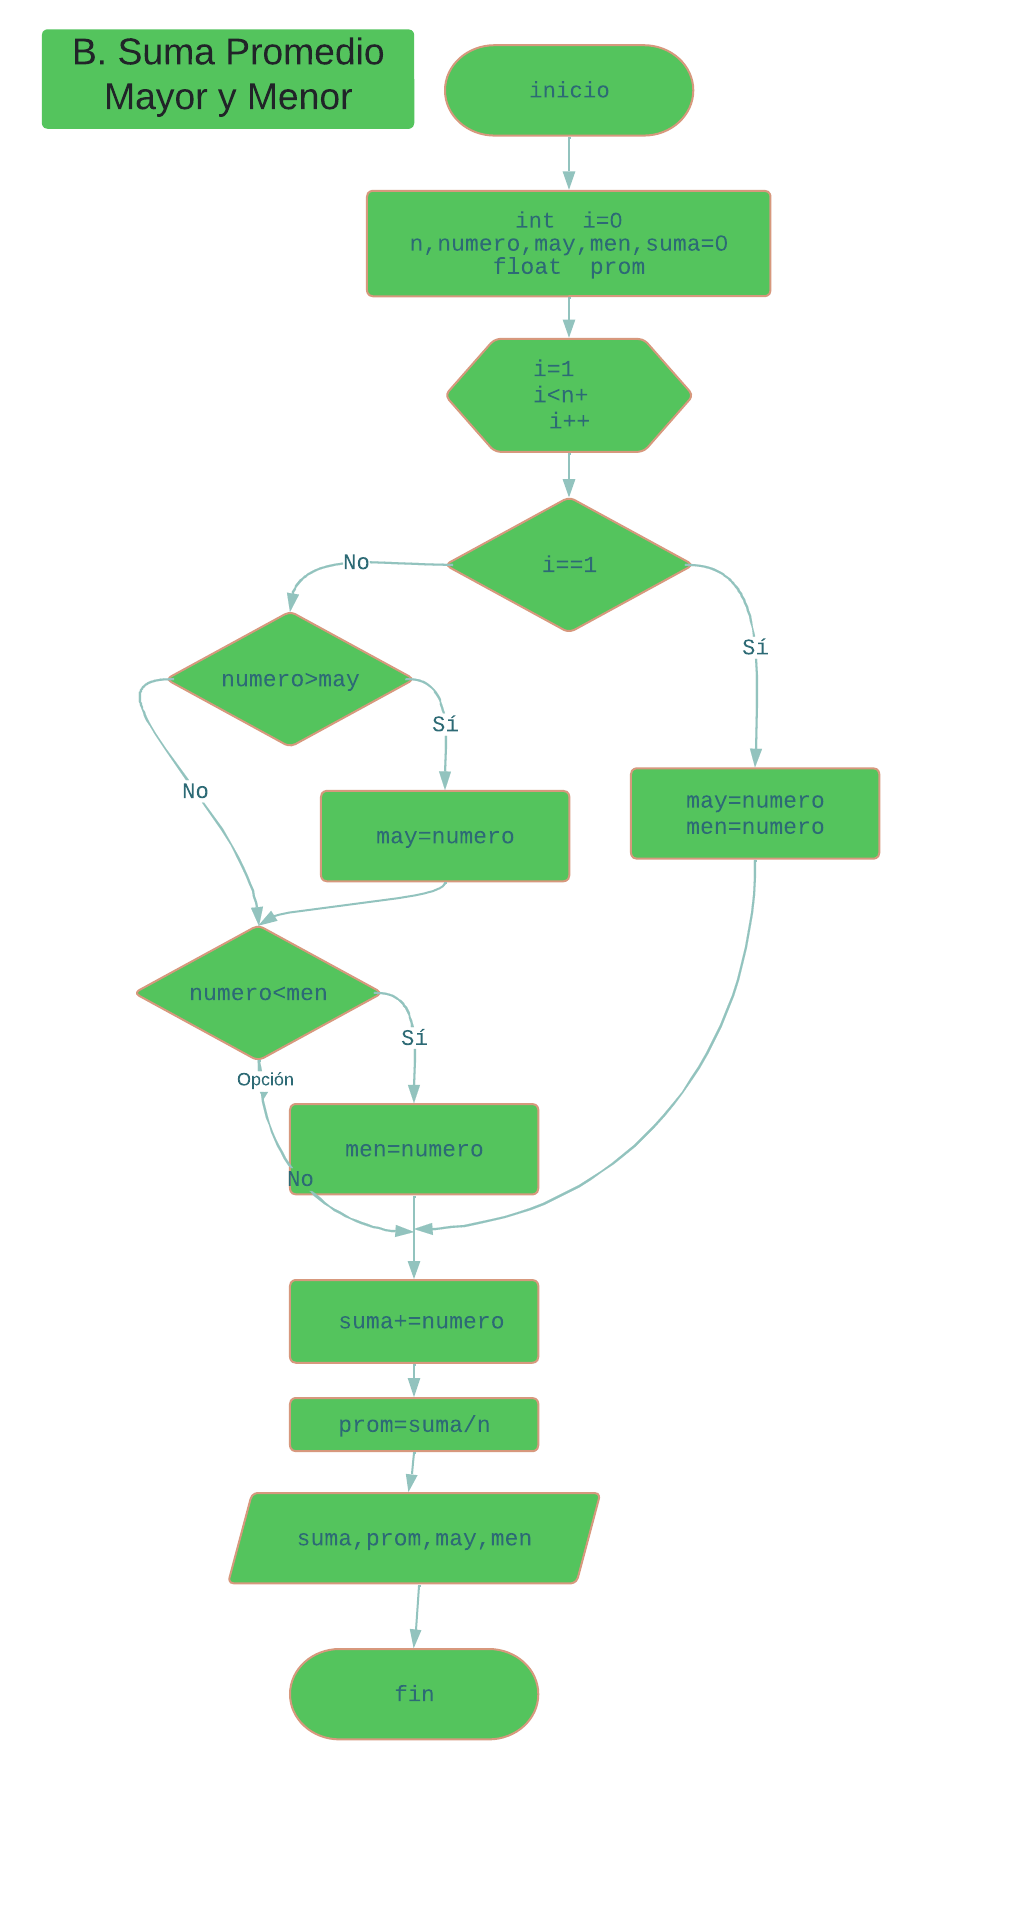 B. Suma Promedio
Mayor y Menor
inicio
int  i=O
n,numero,may,men,suma=O
float  prom
i=1
i<n+
i++
i==1
No
Sí
numero>may
Sí
No
may=numero
may=numero
men=numero
numero<men
Sí
Opción
men=numero
No
suma+=numero
prom=suma/n
suma,prom,may,men
fin